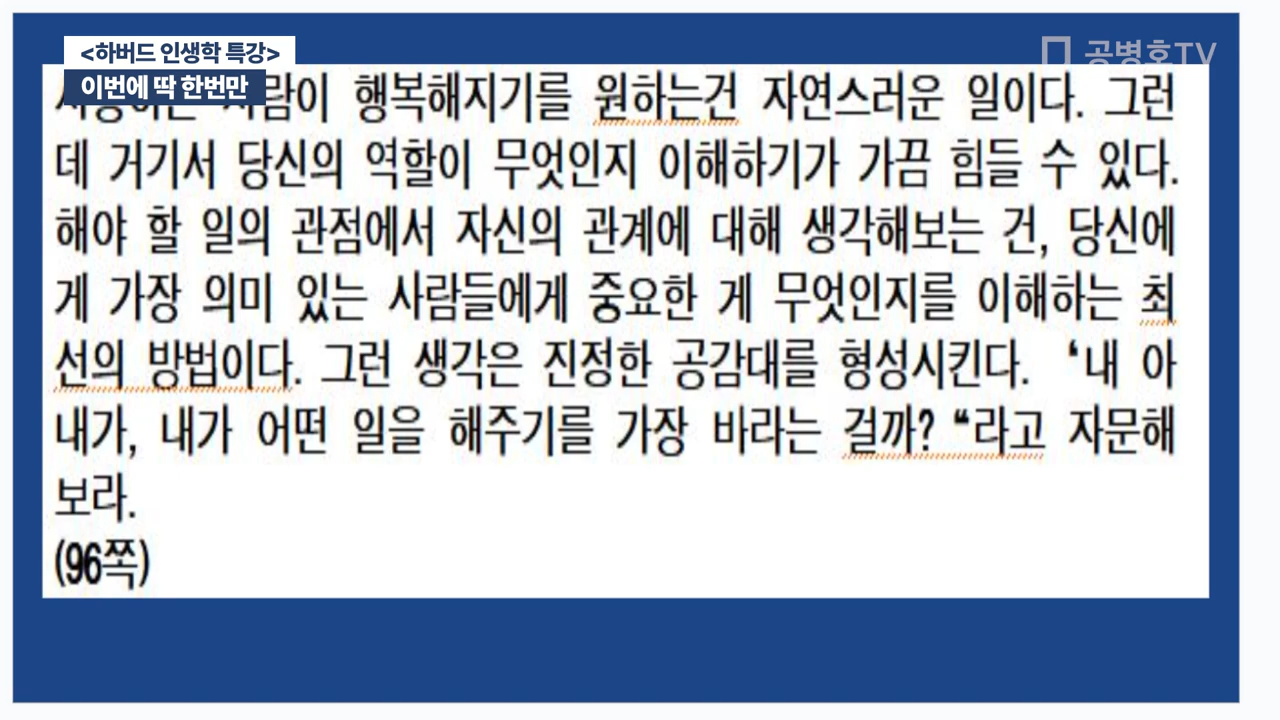 <하버드 인생학 특강>
이번에 딱 한번만
공병호TV
행복해지기를 원하는건 자연스러운 일이다. 그런
데 거기서 당신의 역할이 무엇인지 이해하기가 가끔 힘들 수 있다.
해야 할 일의 관점에서 자신의 관계에 대해 생각해보는 건, 당신에
게 가장 의미 있는 사람들에게 중요한 게 무엇인지를 이해하는 최
선의 방법이다. 그런 생각은 진정한 공감대를 형성시킨다. ‘내 아
내가, 내가 어떤 일을 해주기를 가장 바라는 걸까? “라고 자문해
보라.
(96쪽)